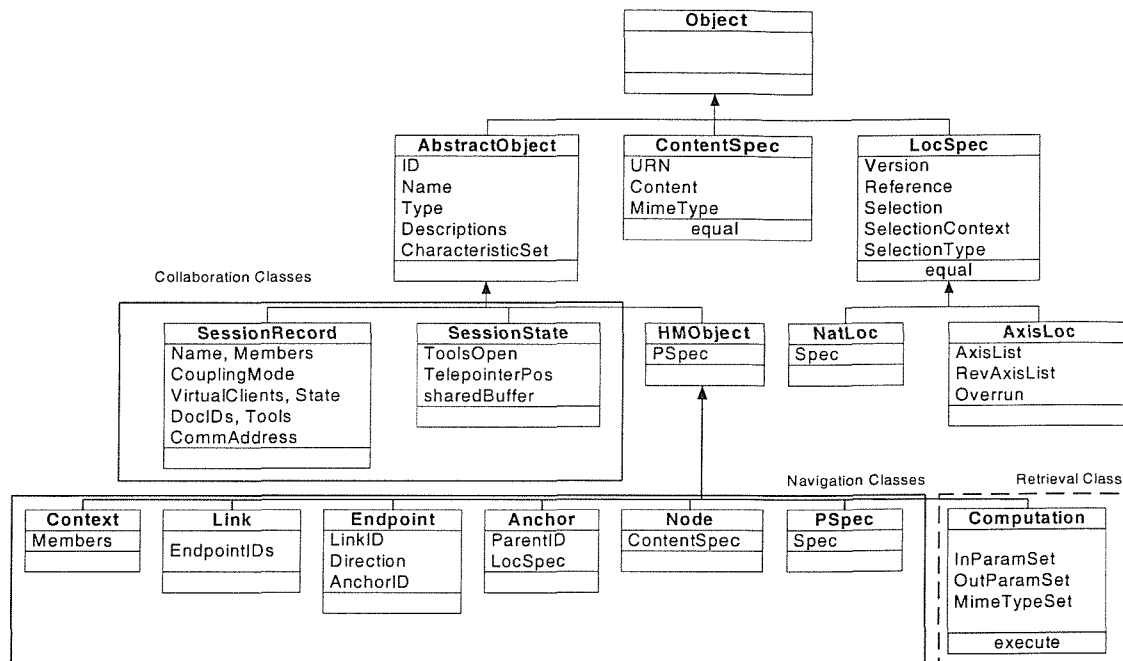 Object
AbstractObject
ID
Name
Type
Descriptions
CharacteristicSet
ContentSpec
URN
Content
MimeType
equal
LocSpec
Version
Reference
Selection
SelectionContext
SelectionType
equal
Collaboration Classes
SessionRecord
Name, Members
CouplingMode
VirtualClients, State
DocIDs, Tools
CommAddress
SessionState
ToolsOpen
TelepointerPos
sharedBuffer
HMObject
PSpec
NatLoc
Spec
AxisLoc
AxisList
RevAxisList
Overrun
Navigation Classes
Retrieval Class
Context
Members
Link
EndpointIDs
Endpoint
LinkID
Direction
AnchorID
Anchor
ParentID
LocSpec
Node
ContentSpec
PSpec
Spec
Computation
InParamSet
OutParamSet
MimeTypeSet
execute